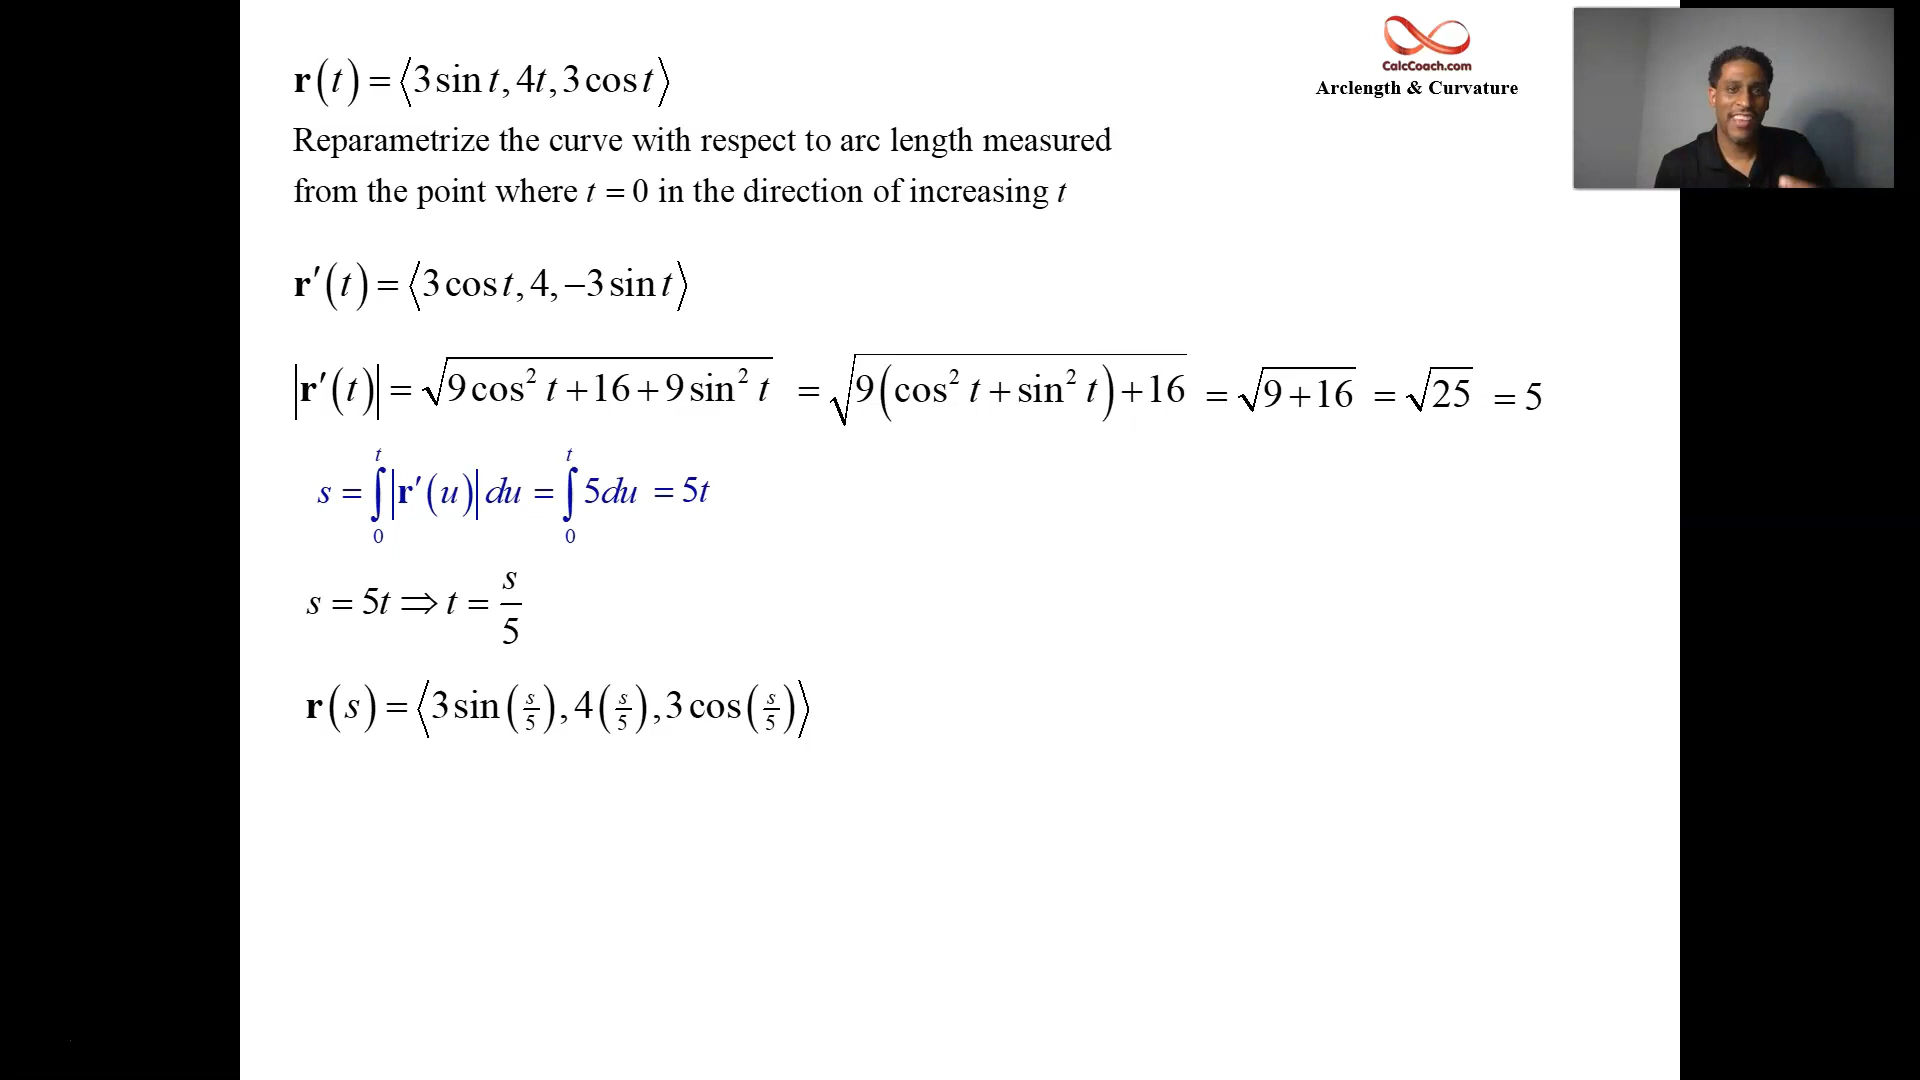 r(t) = ⟨3 sin t, 4t, 3 cos t⟩
CalcCoach.com
Arclength & Curvature
Reparametrize the curve with respect to arc length measured
from the point where t = 0 in the direction of increasing t
r′(t) = ⟨3 cos t, 4, −3 sin t⟩
|r′(t)| = √(9 cos² t + 16 + 9 sin² t) = √(9(cos² t + sin² t) + 16) = √(9 + 16) = √25 = 5
s = ∫₀ᵗ |r′(u)| du = ∫₀ᵗ 5du = 5t
s = 5t ⇒ t = s/5
r(s) = ⟨3 sin(s/5), 4(s/5), 3 cos(s/5)⟩